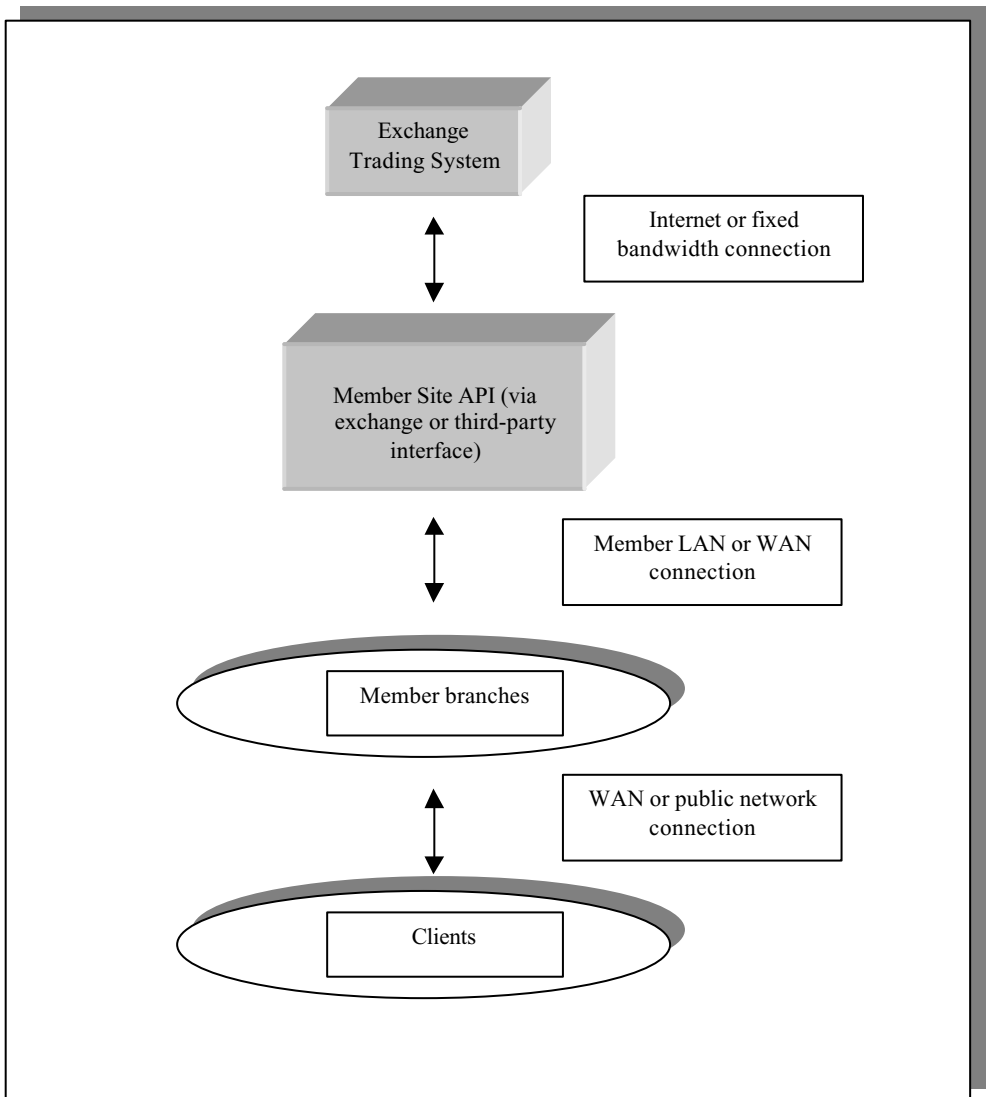 Exchange
Trading System
Internet or fixed
bandwidth connection
Member Site API (via
exchange or third-party
interface)
Member LAN or WAN
connection
Member branches
WAN or public network
connection
Clients